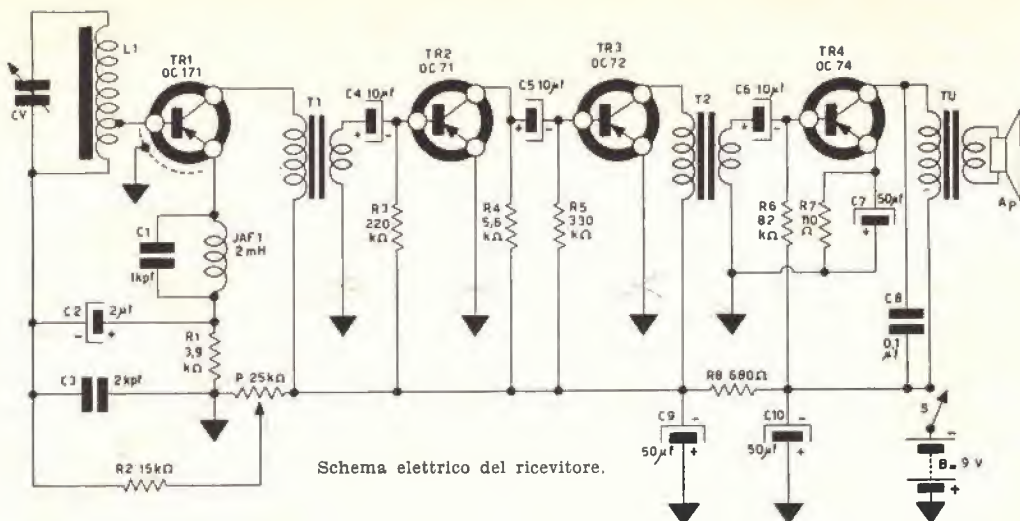 L1
CV
TR1
OC 171
T1
C4 10µf
+ -
TR2
OC 71
C5 10µf
+ -
TR3
OC 72
T2
C6 10µf
+ -
TR4
OC 74
TU
AP
C1
1kpf
JAF1
2mH
R3
220
kΩ
R4
5,6
kΩ
R5
330
kΩ
R6
82
kΩ
R7
110
Ω
C7
50µf
+
C2
2µf
- +
R1
3,9
kΩ
C8
0,1
µf
C3
2kpf
P 25kΩ
R8 680Ω
S
R2 15kΩ
C9
-
50µf
+
C10
-
50µf
+
-
B= 9 V
+
Schema elettrico del ricevitore.